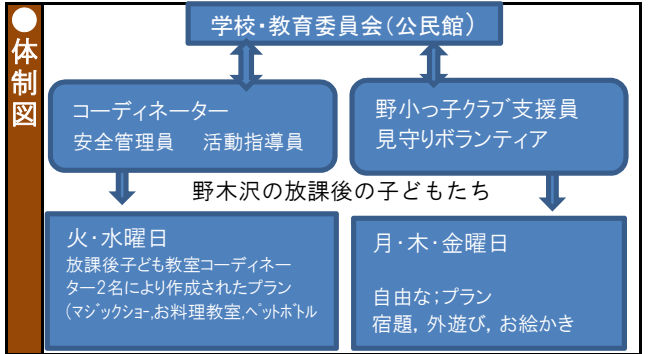 ●体制図
学校・教育委員会（公民館）
コーディネーター
安全管理員　活動指導員
野小っ子ｸﾗﾌﾞ支援員
見守りボランティア
野木沢の放課後の子どもたち
火・水曜日
放課後子ども教室コーディネー
ター2名により作成されたプラン
（ﾏｼﾞｯｸｼｮｰ,お料理教室,ﾍﾟｯﾄﾎﾞﾄﾙ
月・木・金曜日
自由な；プラン
宿題，外遊び，お絵かき